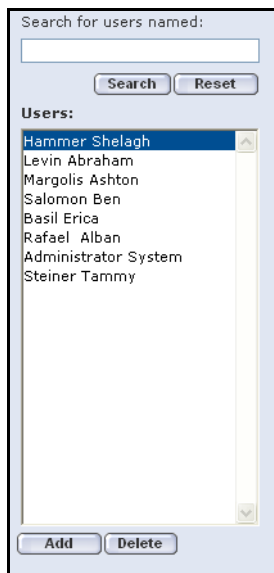 Search for users named:
Search Reset
Users:
Hammer Shelagh
Levin Abraham
Margolis Ashton
Salomon Ben
Basil Erica
Rafael  Alban
Administrator System
Steiner Tammy
Add Delete